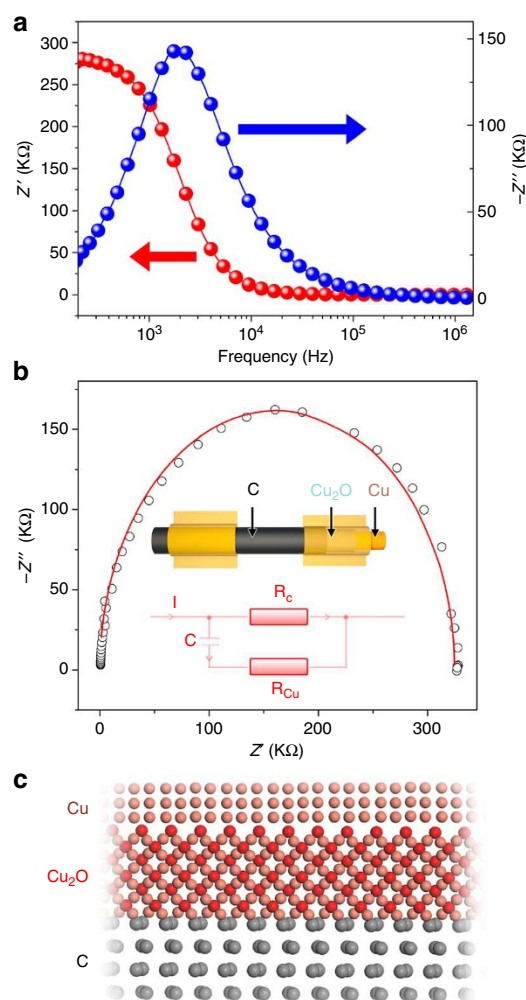 a
300
250
200
150
100
50
0
Z′ (KΩ)
150
100
50
0
−Z″ (KΩ)
10³ 10⁴ 10⁵ 10⁶
Frequency (Hz)
b
150
100
50
0
−Z″ (KΩ)
C Cu₂O Cu
I
R_c
C
R_Cu
0 100 200 300
Z′ (KΩ)
c
Cu
Cu₂O
C